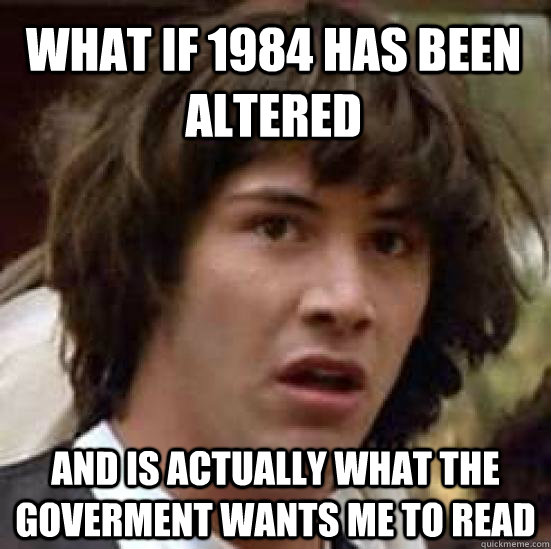 WHAT IF 1984 HAS BEEN
ALTERED
AND IS ACTUALLY WHAT THE
GOVERMENT WANTS ME TO READ
quickmeme.com